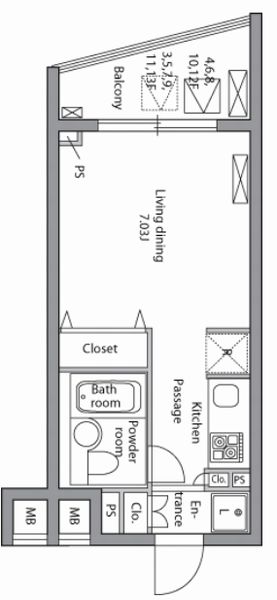 4,6,8,
10,12F
3,5,7,9,
11,13F
Balcony
PS
Living dining
7.03J
Closet
R
Bath
room
Powder
room
Kitchen
Passage
Clo.
PS
En-
trance
L
Clo.
PS
MB
MB